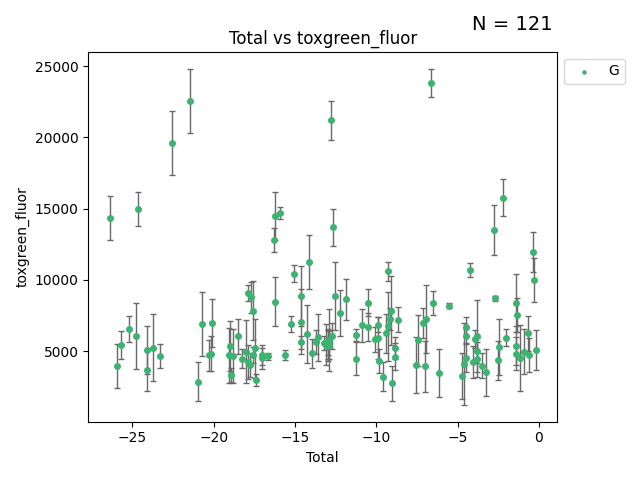 N = 121
Total vs toxgreen_fluor
G
toxgreen_fluor
25000
20000
15000
10000
5000
−25
−20
−15
−10
−5
0
Total